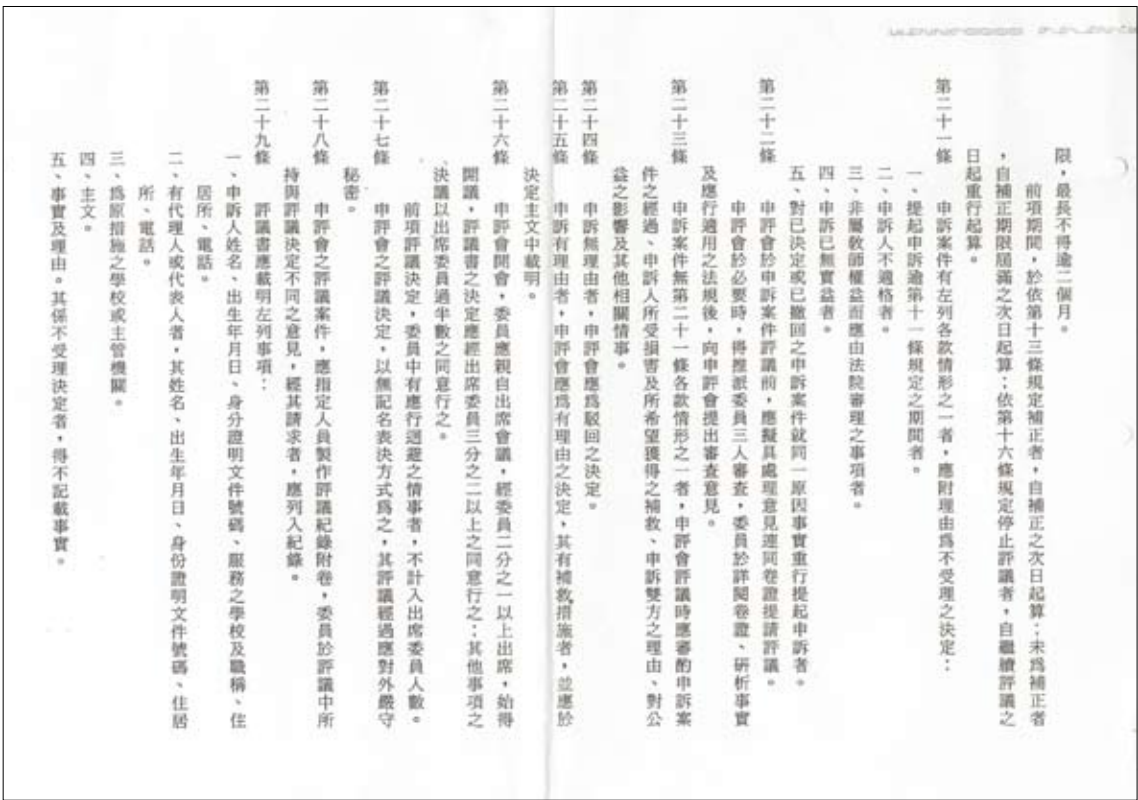 限，最長不得逾二個月。
前項期間，於依第十三條規定補正者，自補正之次日起算；未爲補正者
，自補正期限屆滿之次日起算；依第十六條規定停止評議者，自繼續評議之
日起重行起算。
第二十一條　申訴案件有左列各款情形之一者，應附理由爲不受理之決定：
一、提起申訴逾第十一條規定之期間者。
二、申訴人不適格者。
三、非屬敎師權益而應由法院審理之事項者。
四、申訴已無實益者。
五、對已決定或已撤回之申訴案件就同一原因事實重行提起申訴者。
第二十二條　申評會於申訴案件評議前，應擬具處理意見連同卷證提請評議。
申評會於必要時，得推派委員三人審查，委員於詳閱卷證、研析事實
及應行適用之法規後，向申評會提出審查意見。
第二十三條　申訴案件無第二十一條各款情形之一者，申評會評議時應審酌申訴案
件之經過、申訴人所受損害及所希望獲得之補救、申訴雙方之理由、對公
益之影響及其他相關情事。
第二十四條　申訴無理由者，申評會應爲駁回之決定。
第二十五條　申訴有理由者，申評會應爲有理由之決定，其有補救措施者，並應於
決定主文中載明。
第二十六條　申評會開會，委員應親自出席會議，經委員二分之一以上出席，始得
開議，評議書之決定應經出席委員三分之二以上之同意行之；其他事項之
決議以出席委員過半數之同意行之。
前項評議決定，委員中有應行迴避之情事者，不計入出席委員人數。
第二十七條　申評會之評議決定，以無記名表決方式爲之，其評議經過應對外嚴守
秘密。
第二十八條　申評會之評議案件，應指定人員製作評議紀錄附卷，委員於評議中所
持與評議決定不同之意見，經其請求者，應列入紀錄。
第二十九條　評議書應載明左列事項：
一、申訴人姓名、出生年月日、身分證明文件號碼、服務之學校及職稱、住
居所、電話。
二、有代理人或代表人者，其姓名、出生年月日、身份證明文件號碼、住居
所、電話。
三、爲原措施之學校或主管機關。
四、主文。
五、事實及理由。其係不受理決定者，得不記載事實。